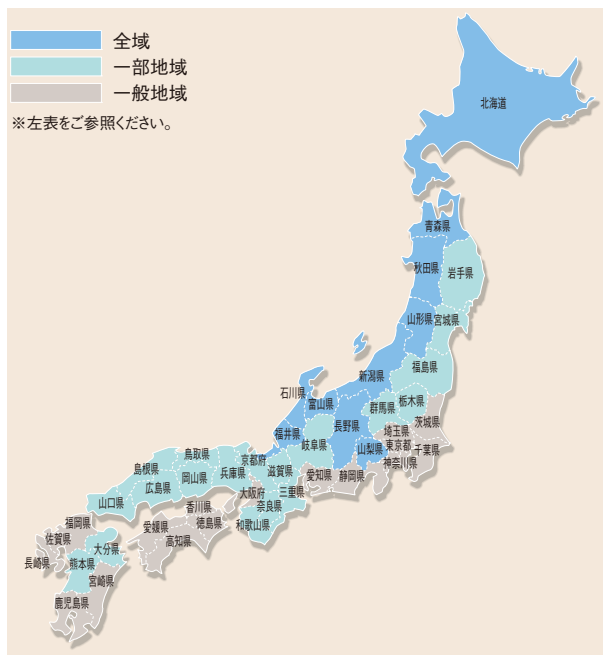 全域
一部地域
一般地域
※左表をご参照ください。
北海道
青森県
秋田県
岩手県
山形県
宮城県
福島県
新潟県
石川県
富山県
福井県
長野県
群馬県
栃木県
茨城県
埼玉県
東京都
千葉県
神奈川県
山梨県
岐阜県
愛知県
静岡県
京都府
滋賀県
三重県
大阪府
奈良県
和歌山県
兵庫県
鳥取県
島根県
岡山県
広島県
山口県
香川県
徳島県
愛媛県
高知県
福岡県
佐賀県
長崎県
大分県
熊本県
宮崎県
鹿児島県